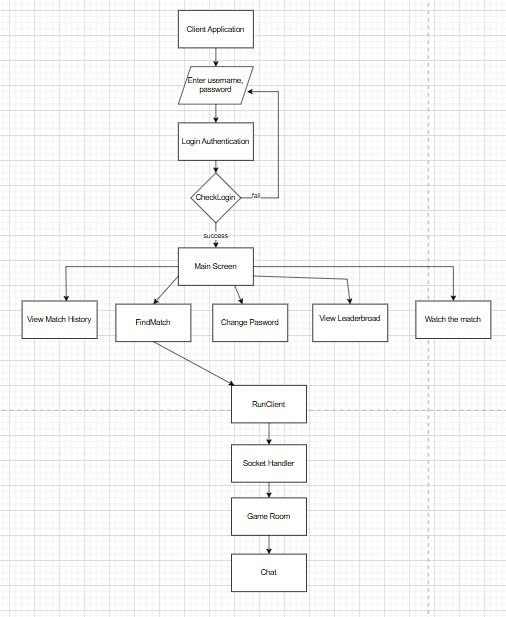 Client Application
Enter username,
password
Login Authentication
CheckLogin
fail
success
Main Screen
View Match History
FindMatch
Change Pasword
View Leaderbroad
Watch the match
RunClient
Socket Handler
Game Room
Chat